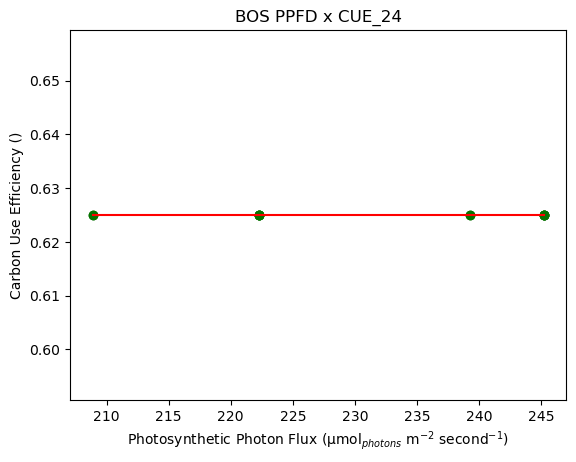 BOS PPFD x CUE_24
Carbon Use Efficiency ()
0.65
0.64
0.63
0.62
0.61
0.60
210 215 220 225 230 235 240 245
Photosynthetic Photon Flux (μmol$_{photons}$ m$^{-2}$ second$^{-1}$)